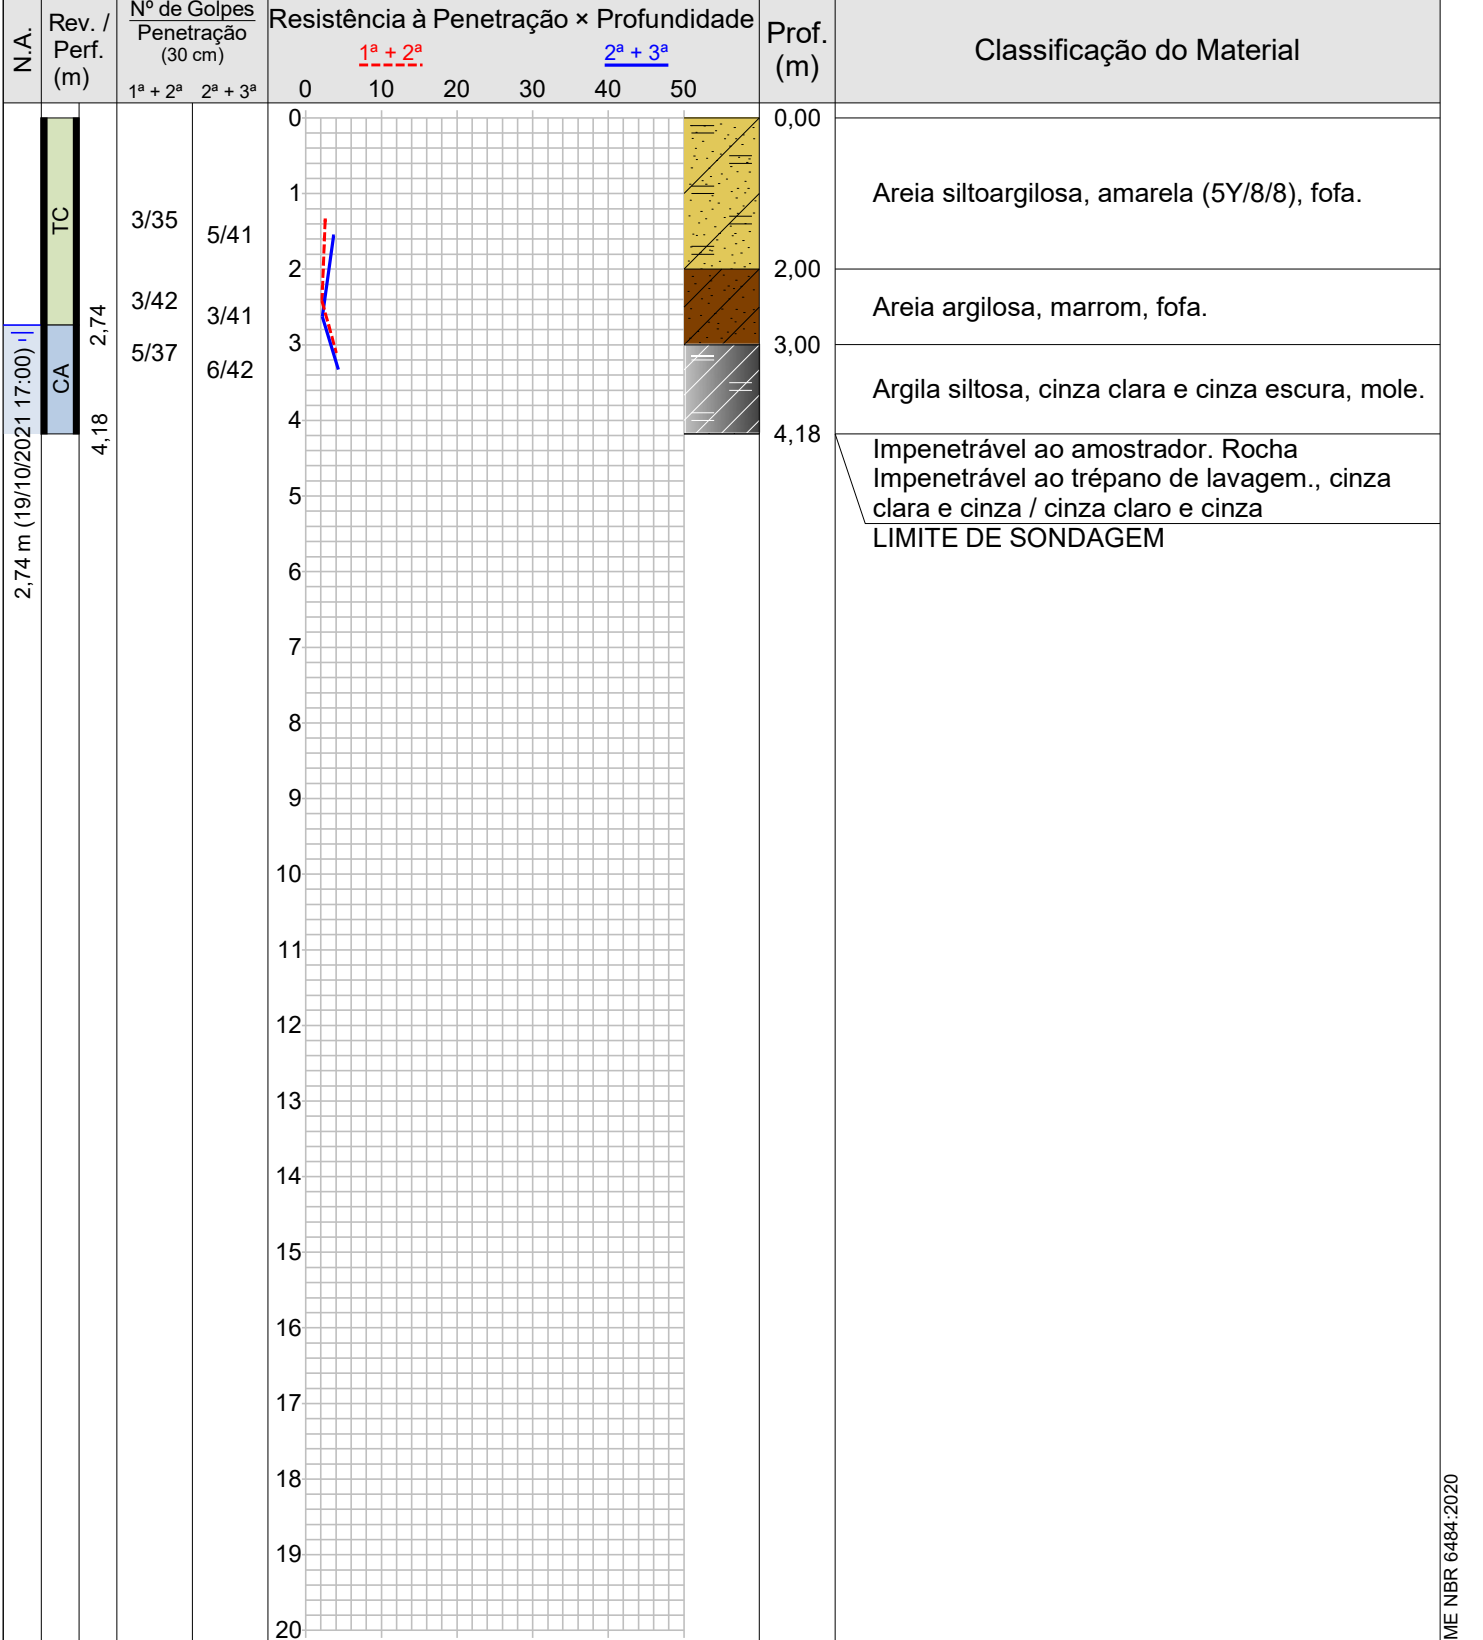 N.A.
Rev. /
Perf.
(m)
Nº de Golpes
Penetração
(30 cm)
1ª + 2ª 2ª + 3ª
Resistência à Penetração × Profundidade
1ª + 2ª 2ª + 3ª
0 10 20 30 40 50
Prof.
(m)
Classificação do Material
2,74 m (19/10/2021 17:00)
TC
CA
2,74
4,18
3/35
5/41
3/42
3/41
5/37
6/42
0
1
2
3
4
5
6
7
8
9
10
11
12
13
14
15
16
17
18
19
20
0,00
2,00
3,00
4,18
Areia siltoargilosa, amarela (5Y/8/8), fofa.
Areia argilosa, marrom, fofa.
Argila siltosa, cinza clara e cinza escura, mole.
Impenetrável ao amostrador. Rocha
Impenetrável ao trépano de lavagem., cinza
clara e cinza / cinza claro e cinza
LIMITE DE SONDAGEM
ME NBR 6484:2020